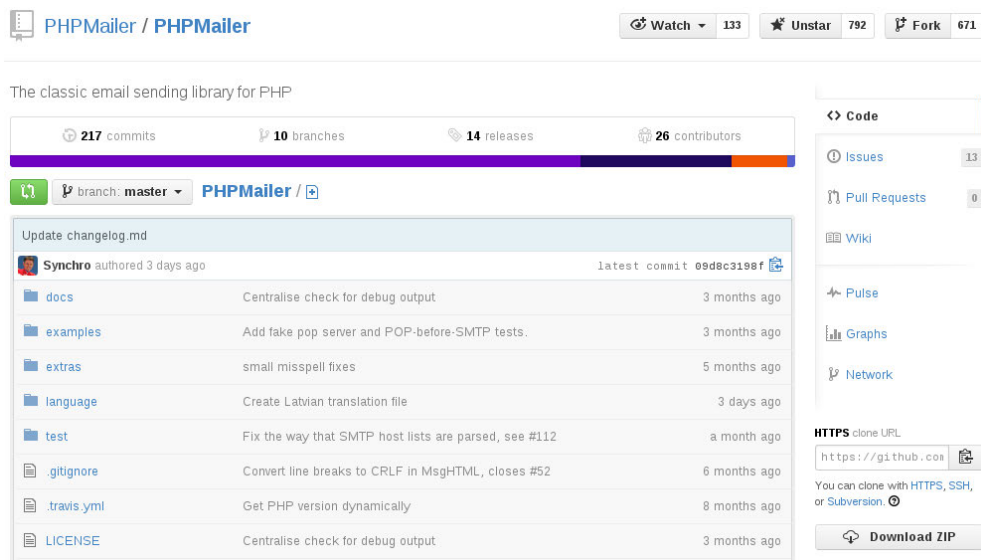 PHPMailer / PHPMailer
Watch 133 Unstar 792 Fork 671
The classic email sending library for PHP
217 commits 10 branches 14 releases 26 contributors
branch: master PHPMailer /
Update changelog.md
Synchro authored 3 days ago latest commit 09d8c3198f
docs Centralise check for debug output 3 months ago
examples Add fake pop server and POP-before-SMTP tests. 3 months ago
extras small misspell fixes 5 months ago
language Create Latvian translation file 3 days ago
test Fix the way that SMTP host lists are parsed, see #112 a month ago
.gitignore Convert line breaks to CRLF in MsgHTML, closes #52 6 months ago
.travis.yml Get PHP version dynamically 8 months ago
LICENSE Centralise check for debug output 3 months ago
<> Code
Issues 13
Pull Requests 0
Wiki
Pulse
Graphs
Network
HTTPS clone URL
https://github.com
You can clone with HTTPS, SSH,
or Subversion.
Download ZIP